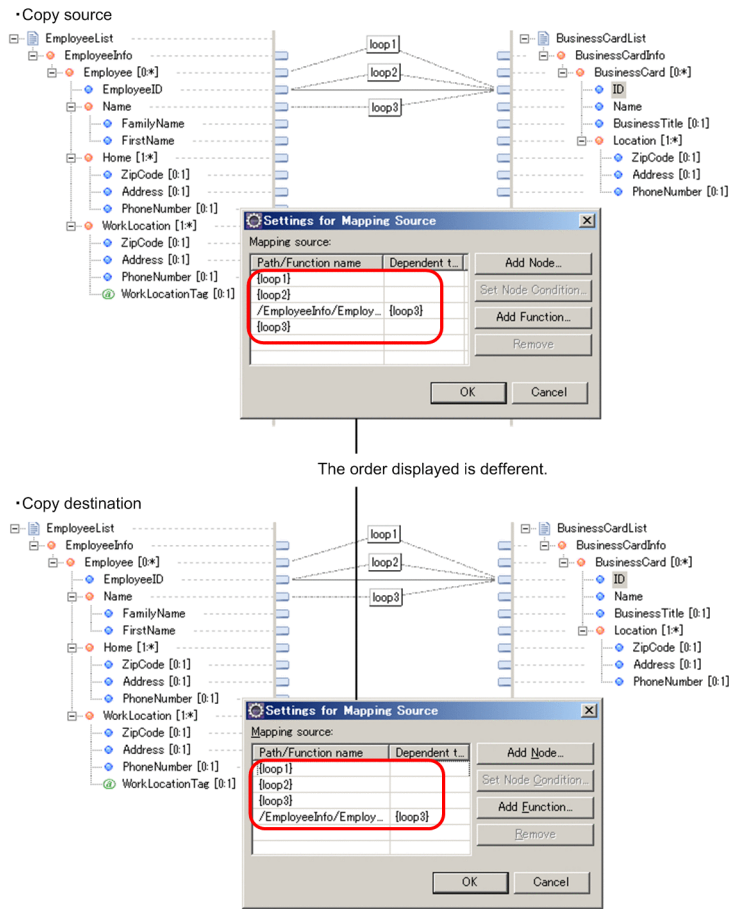 ・Copy source
EmployeeList
BusinessCardList
EmployeeInfo
loop1
BusinessCardInfo
Employee [0:*]
loop2
BusinessCard [0:*]
EmployeeID
ID
Name
loop3
Name
FamilyName
BusinessTitle [0:1]
FirstName
Location [1:*]
Home [1:*]
ZipCode [0:1]
ZipCode [0:1]
Address [0:1]
Address [0:1]
PhoneNumber [0:1]
PhoneNumber [0:1]
WorkLocation [1:*]
ZipCode [0:1]
Address [0:1]
PhoneNumber [0:1]
WorkLocationTag [0:1]
Settings for Mapping Source
Mapping source:
Path/Function name Dependent t...
{loop1}
{loop2}
/EmployeeInfo/Employ... {loop3}
{loop3}
Add Node...
Set Node Condition...
Add Function...
Remove
OK Cancel
The order displayed is defferent.
・Copy destination
EmployeeList
BusinessCardList
EmployeeInfo
loop1
BusinessCardInfo
Employee [0:*]
loop2
BusinessCard [0:*]
EmployeeID
ID
Name
loop3
Name
FamilyName
BusinessTitle [0:1]
FirstName
Location [1:*]
Home [1:*]
ZipCode [0:1]
ZipCode [0:1]
Address [0:1]
Address [0:1]
PhoneNumber [0:1]
PhoneNumber [0:1]
WorkLocation [1:*]
ZipCode [0:1]
Address [0:1]
PhoneNumber [0:1]
WorkLocationTag [0:1]
Settings for Mapping Source
Mapping source:
Path/Function name Dependent t...
{loop1}
{loop2}
{loop3}
/EmployeeInfo/Employ... {loop3}
Add Node...
Set Node Condition...
Add Function...
Remove
OK Cancel